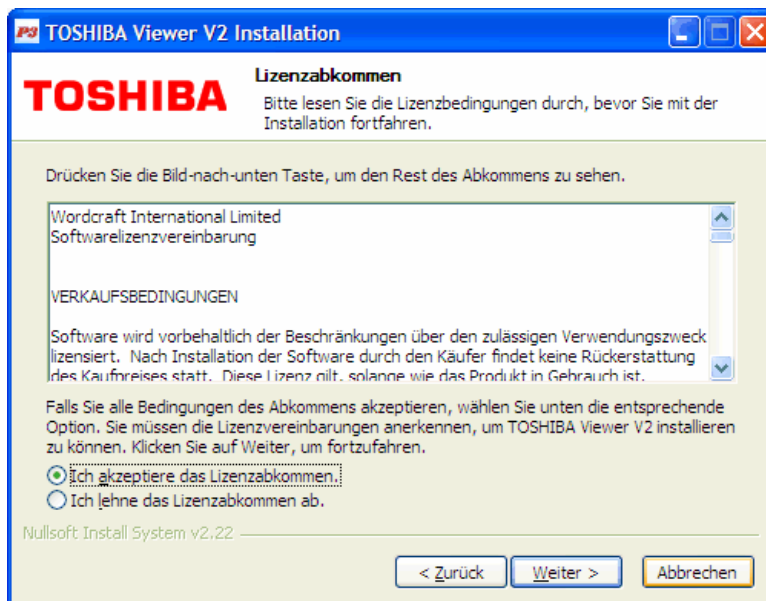 P3 TOSHIBA Viewer V2 Installation
TOSHIBA
Lizenzabkommen
Bitte lesen Sie die Lizenzbedingungen durch, bevor Sie mit der
Installation fortfahren.
Drücken Sie die Bild-nach-unten Taste, um den Rest des Abkommens zu sehen.
Wordcraft International Limited
Softwarelizenzvereinbarung
VERKAUFSBEDINGUNGEN
Software wird vorbehaltlich der Beschränkungen über den zulässigen Verwendungszweck
lizensiert. Nach Installation der Software durch den Käufer findet keine Rückerstattung
des Kaufpreises statt. Diese Lizenz gilt, solange wie das Produkt in Gebrauch ist.
Falls Sie alle Bedingungen des Abkommens akzeptieren, wählen Sie unten die entsprechende
Option. Sie müssen die Lizenzvereinbarungen anerkennen, um TOSHIBA Viewer V2 installieren
zu können. Klicken Sie auf Weiter, um fortzufahren.
Ich akzeptiere das Lizenzabkommen.
Ich lehne das Lizenzabkommen ab.
Nullsoft Install System v2.22
< Zurück
Weiter >
Abbrechen